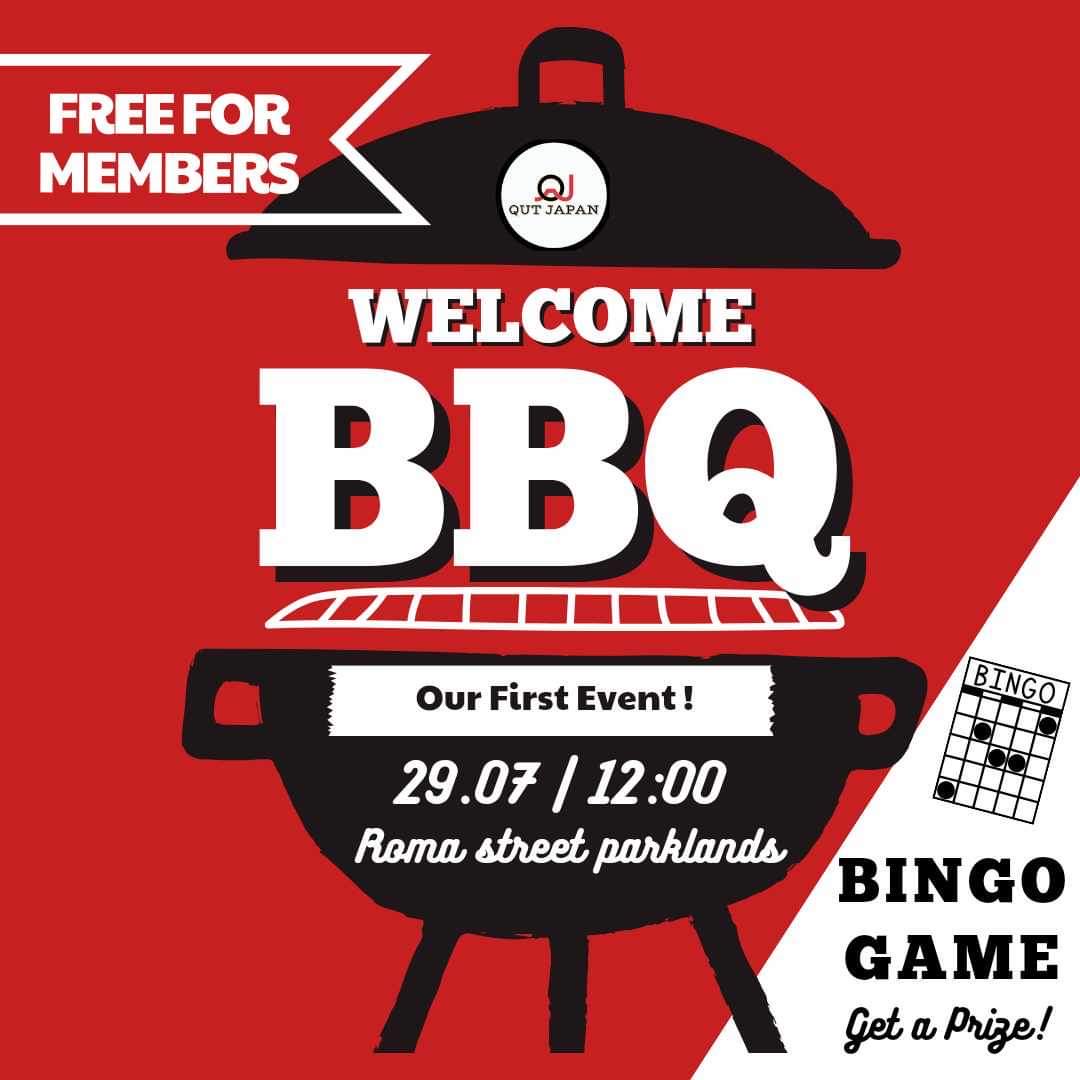 FREE FOR
MEMBERS
QJ
QUT JAPAN
WELCOME
BBQ
Our First Event !
29.07 / 12:00
Roma street parklands
BINGO
BINGO
GAME
Get a Prize!